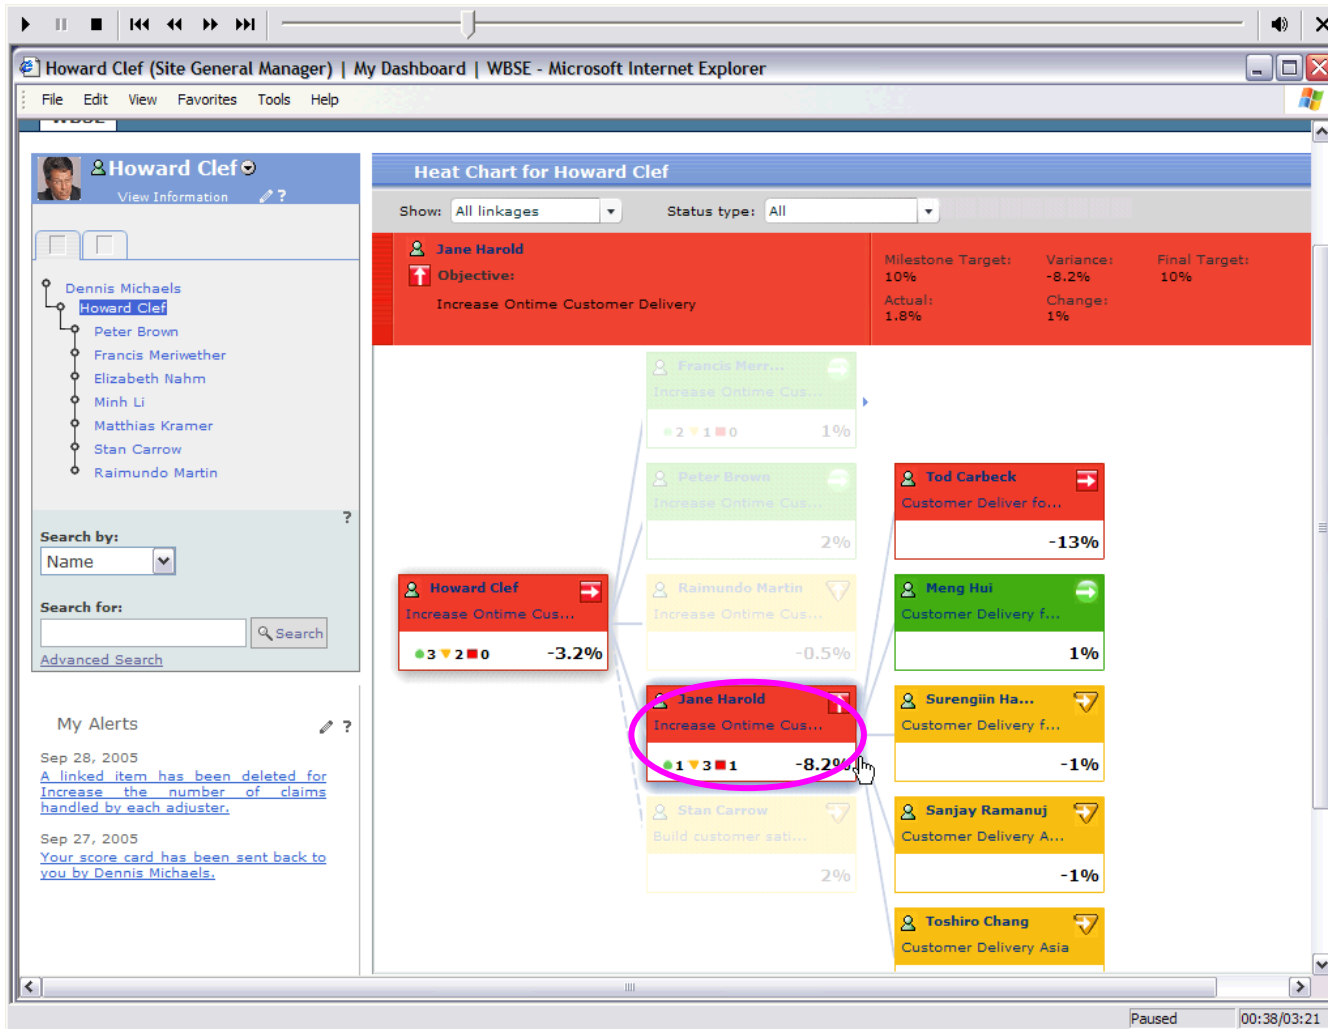 Howard Clef (Site General Manager) | My Dashboard | WBSE - Microsoft Internet Explorer
File Edit View Favorites Tools Help
WBSE
Howard Clef
View Information ?
Dennis Michaels
Howard Clef
Peter Brown
Francis Meriwether
Elizabeth Nahm
Minh Li
Matthias Kramer
Stan Carrow
Raimundo Martin
?
Search by:
Name
Search for:
Search
Advanced Search
My Alerts ?
Sep 28, 2005
A linked item has been deleted for
Increase the number of claims
handled by each adjuster.
Sep 27, 2005
Your score card has been sent back to
you by Dennis Michaels.
Heat Chart for Howard Clef
Show: All linkages Status type: All
Jane Harold
Objective:
Increase Ontime Customer Delivery
Milestone Target: Variance: Final Target:
10% -8.2% 10%
Actual: Change:
1.8% 1%
Howard Clef
Increase Ontime Cus...
3 2 0 -3.2%
Francis Merr...
Increase Ontime Cus...
2 1 0 1%
Peter Brown
Increase Ontime Cus...
2%
Raimundo Martin
Increase Ontime Cus...
-0.5%
Jane Harold
Increase Ontime Cus...
1 3 1 -8.2%
Stan Carrow
Build customer sati...
2%
Tod Carbeck
Customer Deliver fo...
-13%
Meng Hui
Customer Delivery f...
1%
Surengiin Ha...
Customer Delivery f...
-1%
Sanjay Ramanuj
Customer Delivery A...
-1%
Toshiro Chang
Customer Delivery Asia
Paused 00:38/03:21